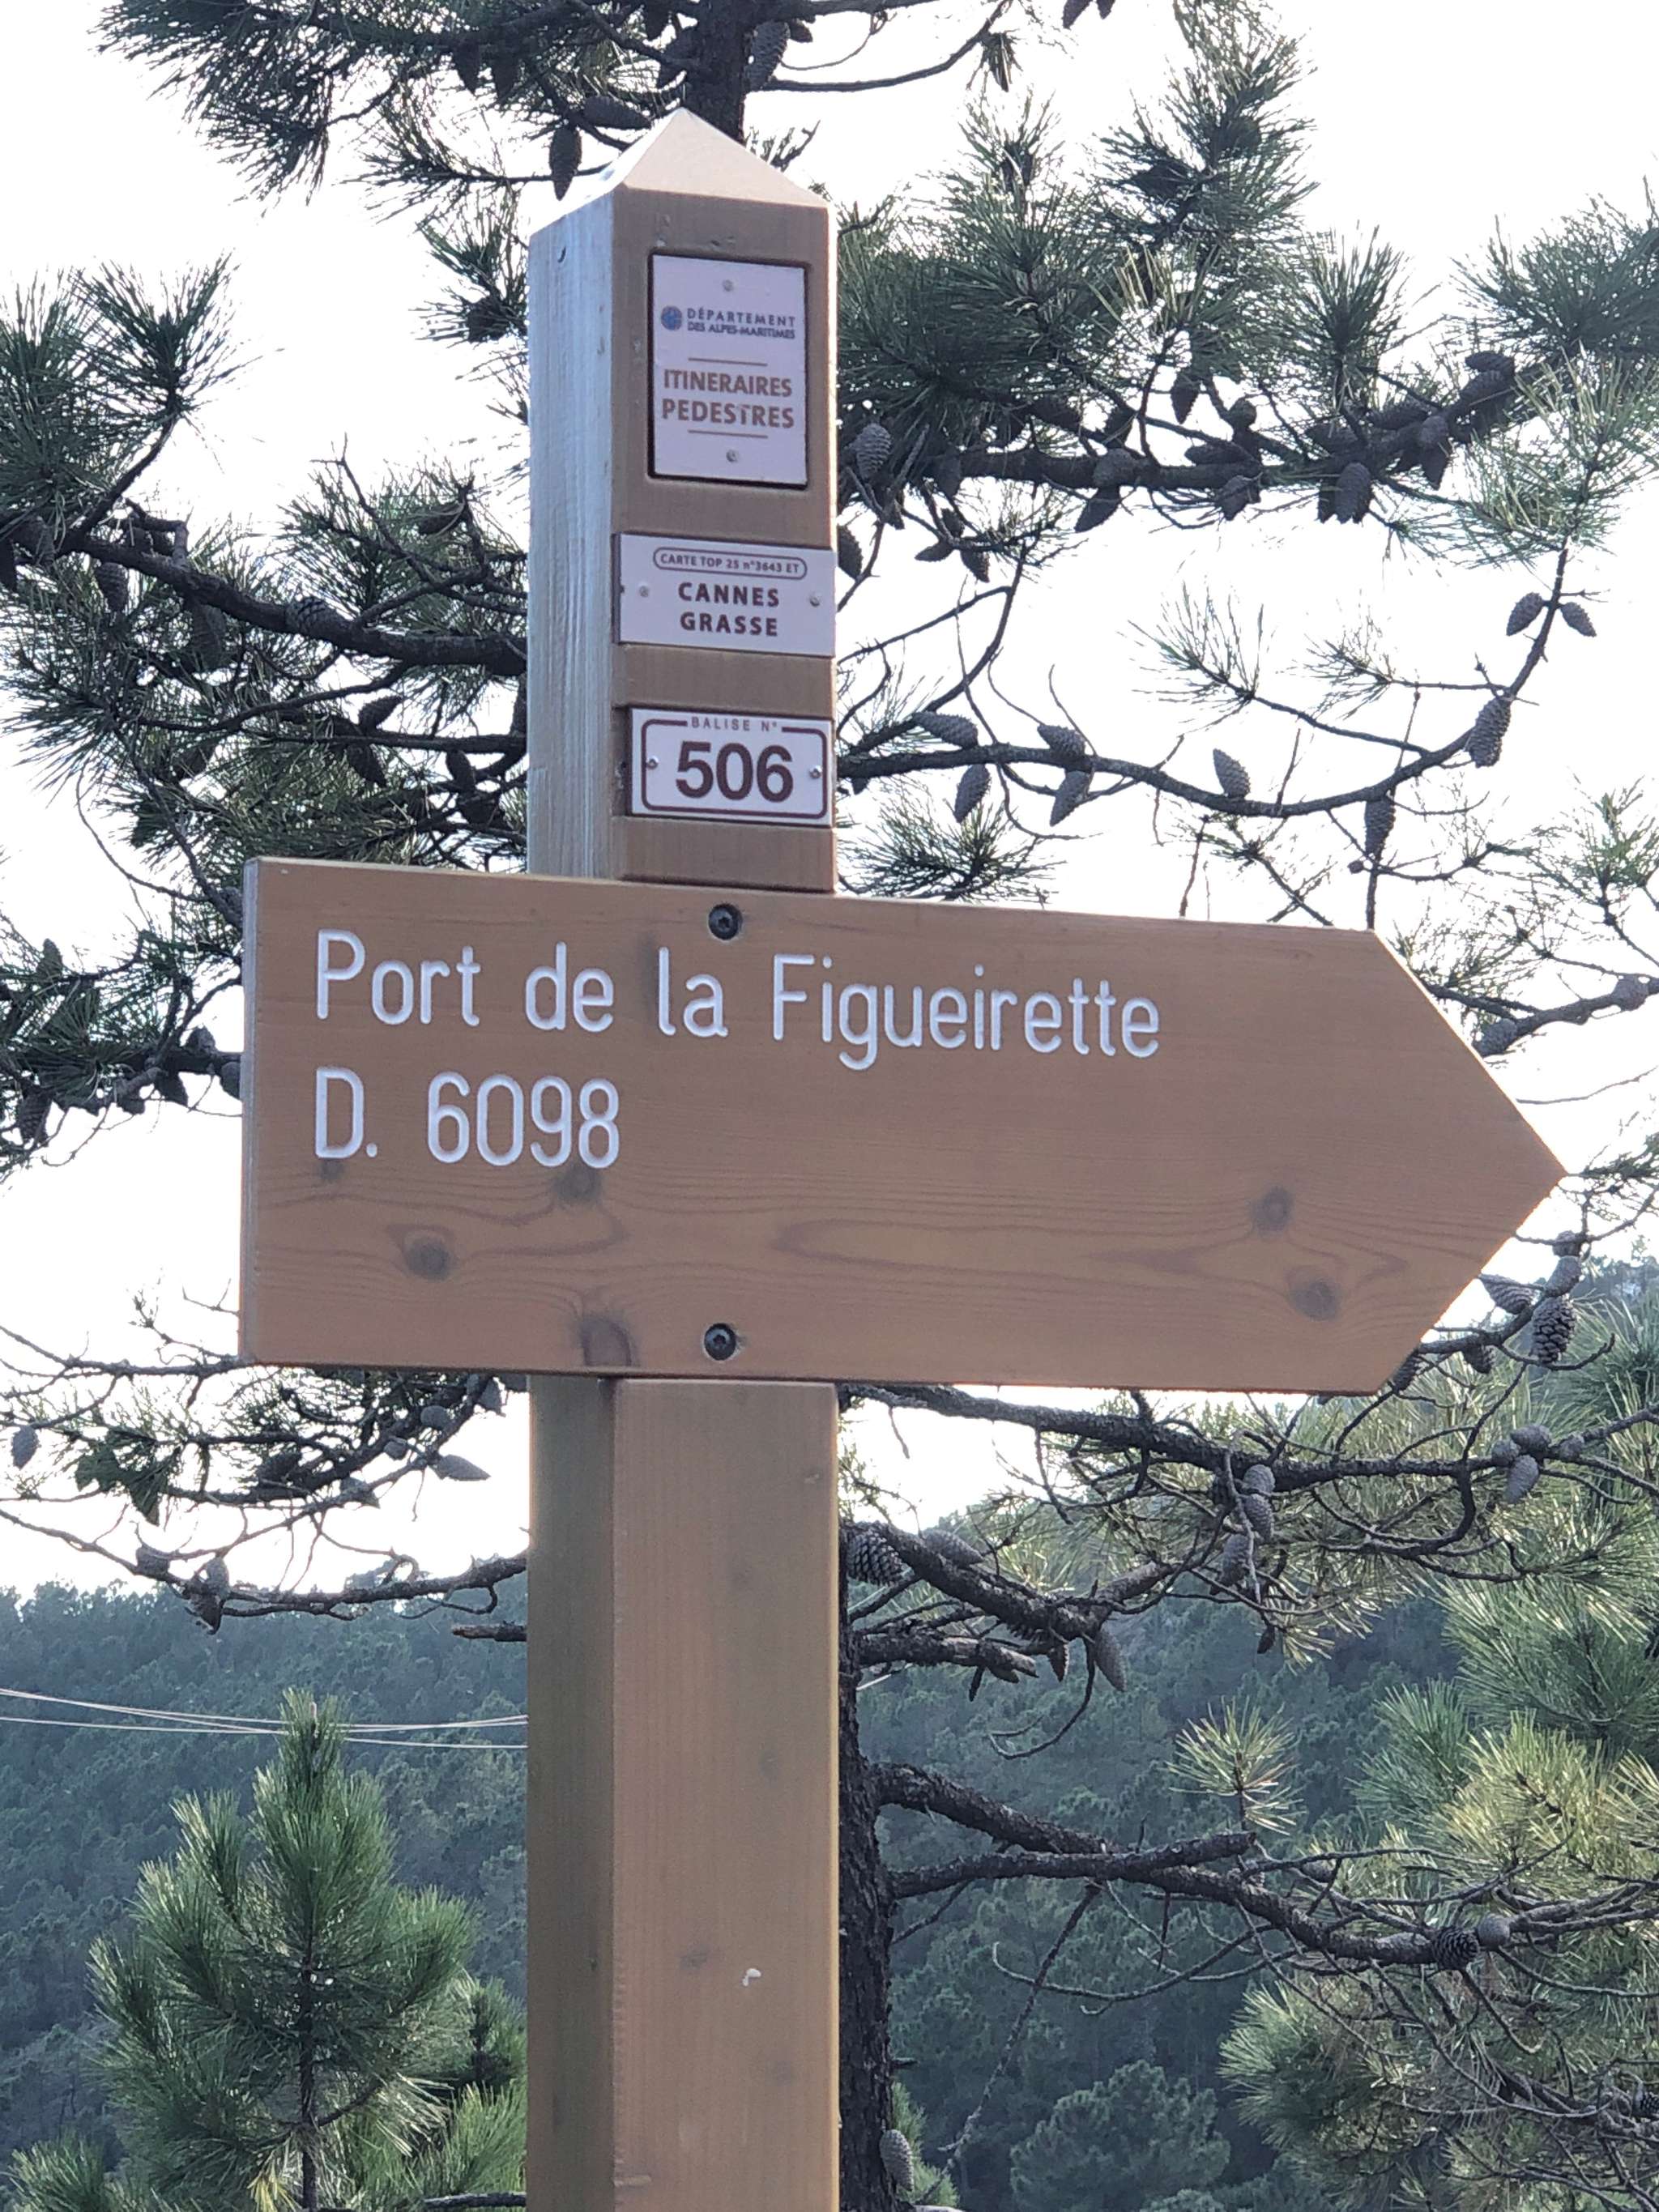 DÉPARTEMENT
DES ALPES-MARITIMES
ITINERAIRES
PEDESTRES
CARTE TOP 25 n°3643 ET
CANNES
GRASSE
BALISE N°
506
Port de la Figueirette
D. 6098